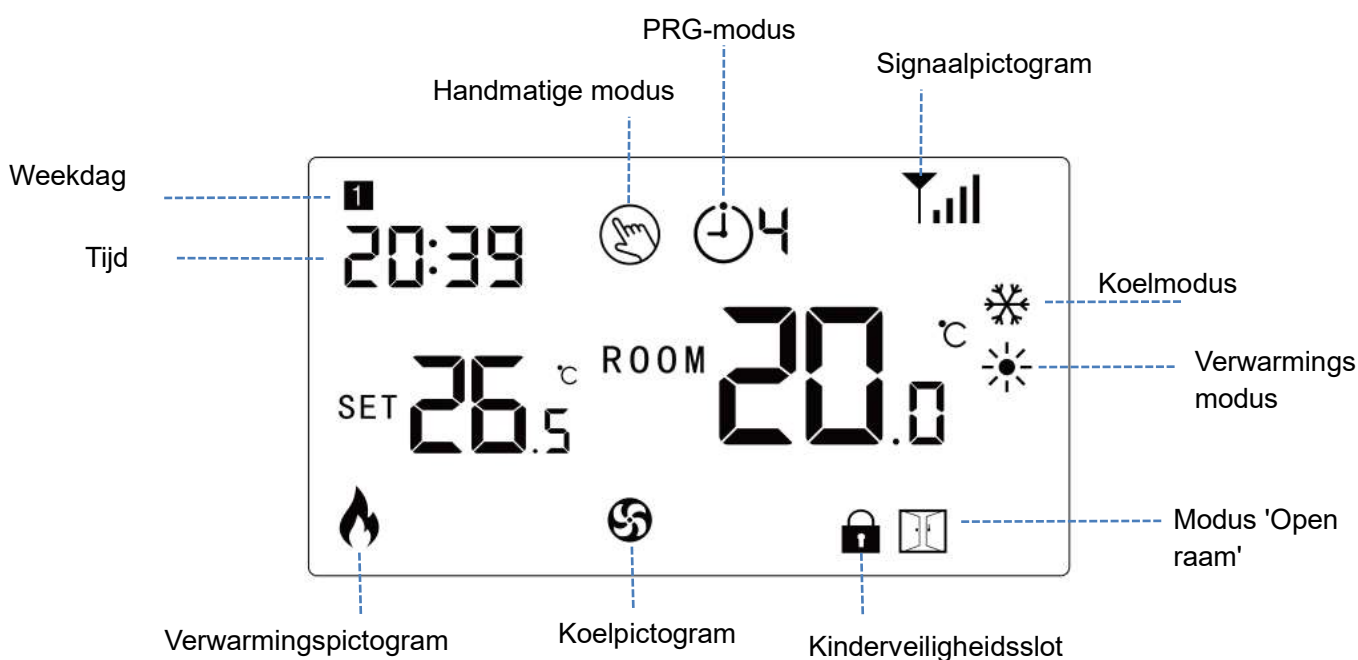 PRG-modus
Signaalpictogram
Handmatige modus
Weekdag
1
Tijd
20:39
4
Koelmodus
ROOM 20.0 °C
SET 26.5 °C
Verwarmings
modus
Modus 'Open
raam'
Verwarmingspictogram
Koelpictogram
Kinderveiligheidsslot